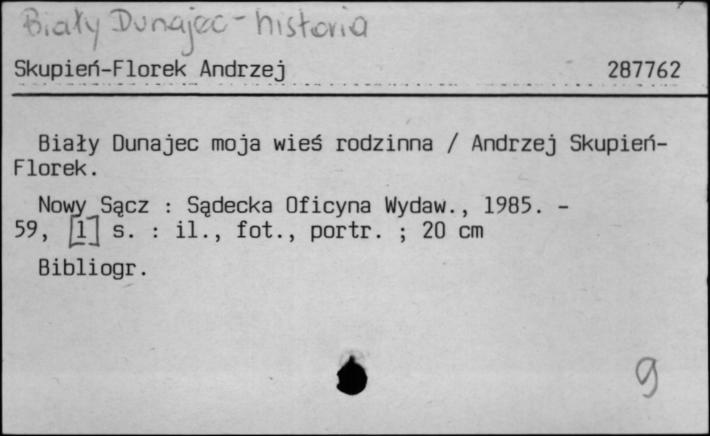 Biały Dunajec - historia
Skupień-Florek Andrzej 287762
Biały Dunajec moja wieś rodzinna / Andrzej Skupień-
Florek.
Nowy Sącz : Sądecka Oficyna Wydaw., 1985. -
59, [1] s. : il., fot., portr. ; 20 cm
Bibliogr.
9